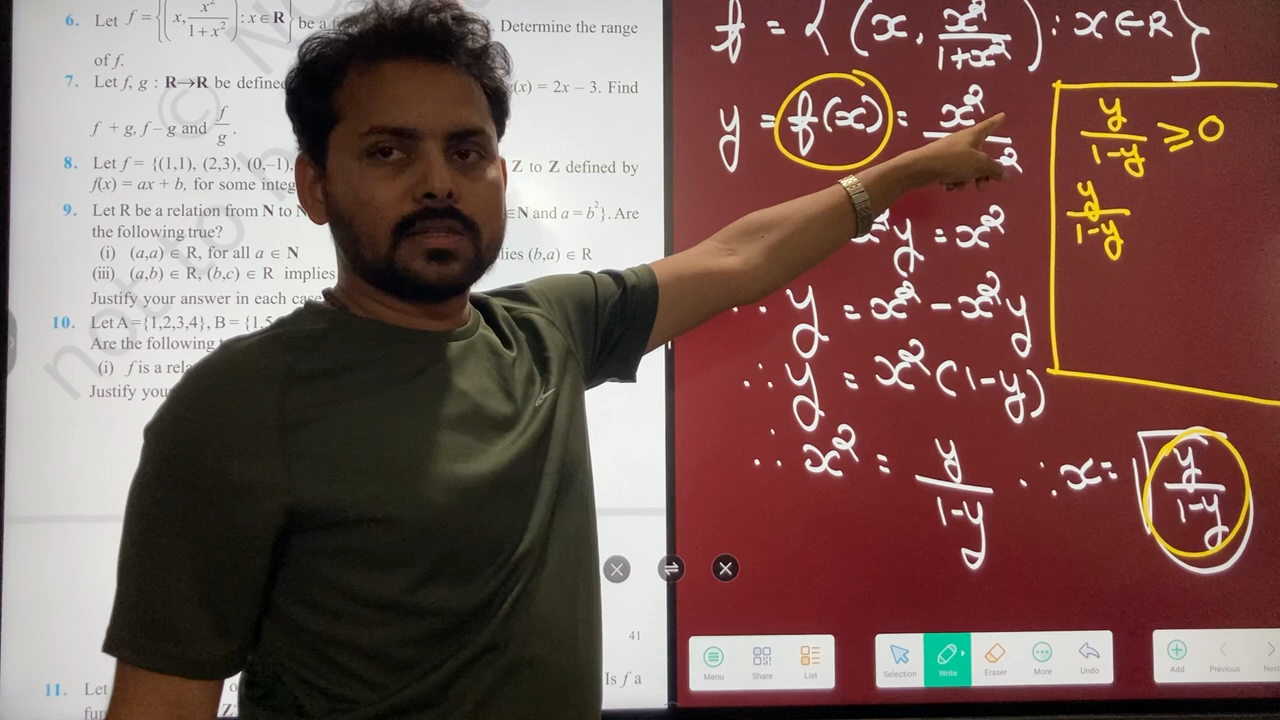 6. Let f = {(x, x²/1+x²) : x ∈ R} be a Determine the range
of f.
7. Let f, g : R→R be define (x) = 2x – 3. Find
f + g, f – g and f/g.
8. Let f = {(1,1), (2,3), (0,–1), Z to Z defined by
f(x) = ax + b, for some integ
9. Let R be a relation from N to N ∈N and a = b²}. Are
the following true?
(i) (a,a) ∈ R, for all a ∈ N lies (b,a) ∈ R
(iii) (a,b) ∈ R, (b,c) ∈ R implies
Justify your answer in each case
10. Let A = {1,2,3,4}, B = {1,5
Are the following
(i) f is a rela
Justify you
41
11. Let Is f a
fun Z
f = { (x, x²/1+x²) : x ∈ R }
y = f(x) = x²
y = x²
∴ y = x² – x²y
∴ y = x² (1–y)
∴ x² = y/1–y ∴ x = √y/1–y
y/1–y ≥ 0
y/1–y
Menu Share List Selection Write Eraser More Undo Add Previous Next